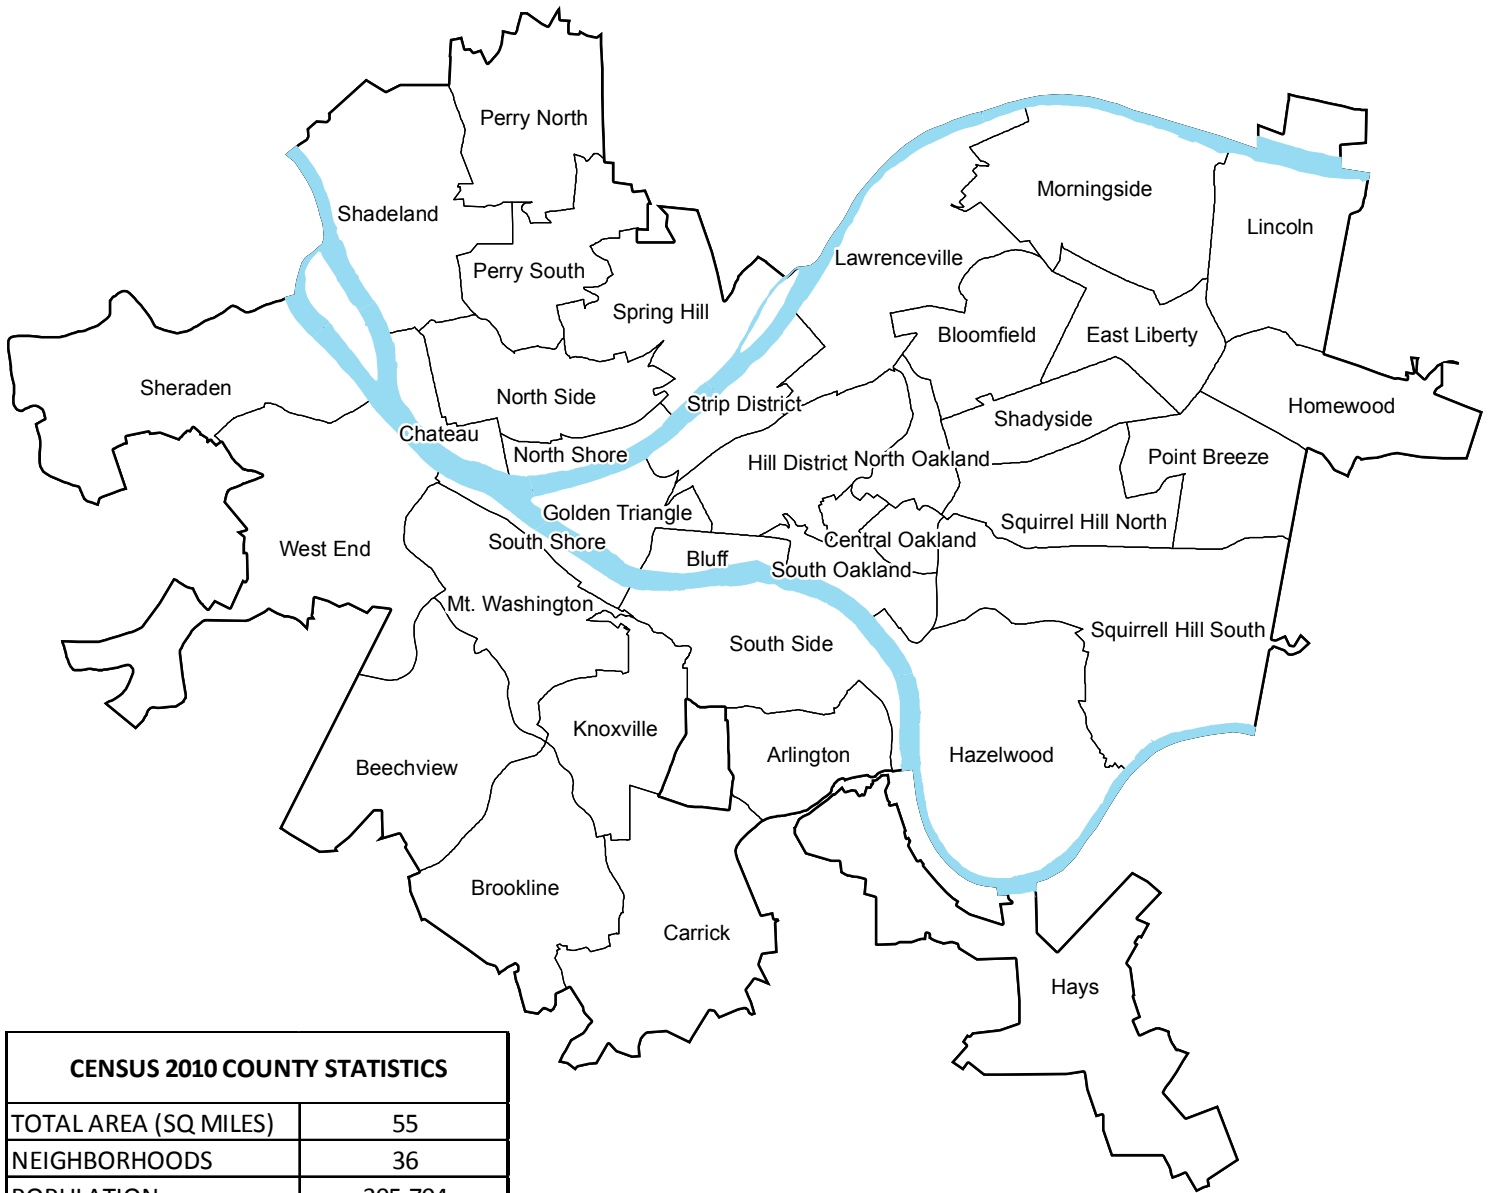 Perry North
Morningside
Shadeland
Lincoln
Lawrenceville
Perry South
Spring Hill
Bloomfield
East Liberty
Sheraden
North Side
Strip District
Homewood
Shadyside
Chateau
North Shore
Hill District
North Oakland
Point Breeze
Golden Triangle
Squirrel Hill North
South Shore
Central Oakland
West End
Bluff
South Oakland
Mt. Washington
Squirrell Hill South
South Side
Knoxville
Arlington
Hazelwood
Beechview
Brookline
Carrick
Hays
CENSUS 2010 COUNTY STATISTICS
TOTAL AREA (SQ MILES) 55
NEIGHBORHOODS 36
POPULATION 305,704